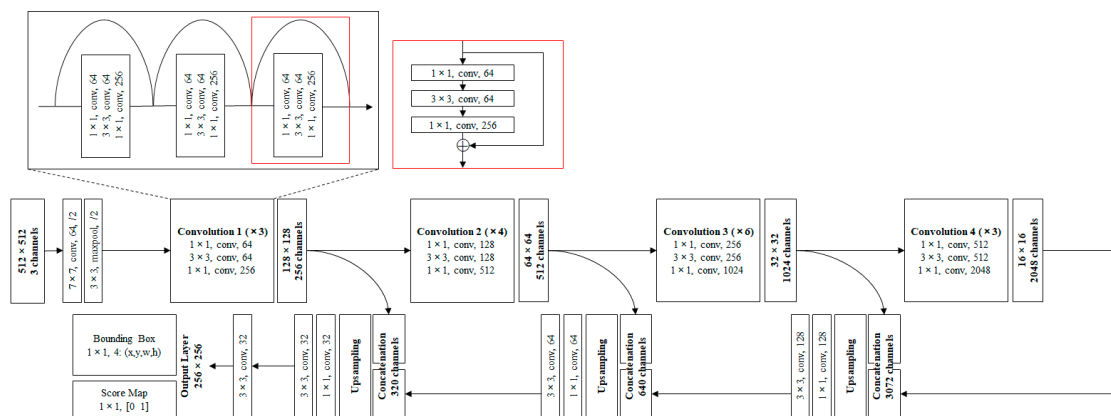 1×1, conv, 64
3×3, conv, 64
1×1, conv, 256
1×1, conv, 64
3×3, conv, 64
1×1, conv, 256
1×1, conv, 64
3×3, conv, 64
1×1, conv, 256
1×1, conv, 64
3×3, conv, 64
1×1, conv, 256
512×512
3 channels
7×7, conv, 64, /2
3×3, maxpool, /2
Convolution 1 (×3)
1×1, conv, 64
3×3, conv, 64
1×1, conv, 256
128×128
256 channels
Convolution 2 (×4)
1×1, conv, 128
3×3, conv, 128
1×1, conv, 512
64×64
512 channels
Convolution 3 (×6)
1×1, conv, 256
3×3, conv, 256
1×1, conv, 1024
32×32
1024 channels
Convolution 4 (×3)
1×1, conv, 512
3×3, conv, 512
1×1, conv, 2048
16×16
2048 channels
Bounding Box
1×1, 4: (x,y,w,h)
Score Map
1×1, [0 1]
Output Layer
256×256
3×3, conv, 32
3×3, conv, 32
1×1, conv, 32
Upsampling
Concatenation
320 channels
3×3, conv, 64
1×1, conv, 64
Upsampling
Concatenation
640 channels
3×3, conv, 128
1×1, conv, 128
Upsampling
Concatenation
3072 channels